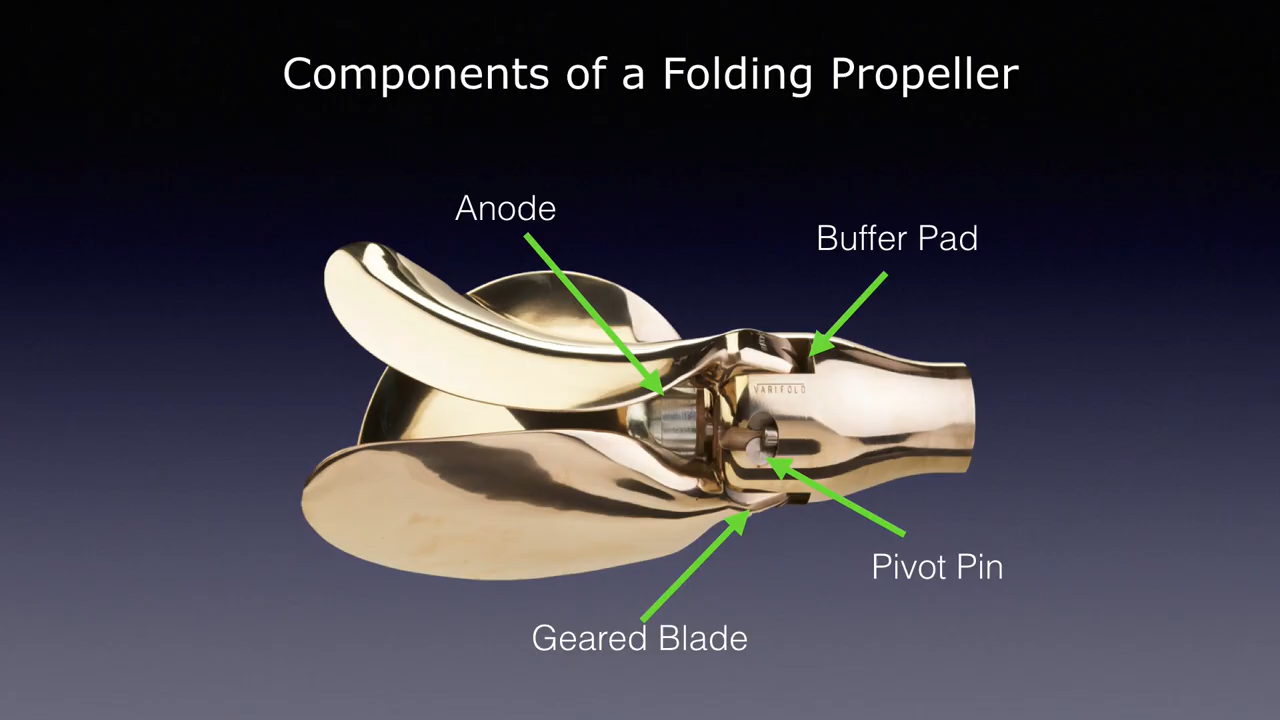 Components of a Folding Propeller
Anode
Buffer Pad
VARIFOLD
Pivot Pin
Geared Blade